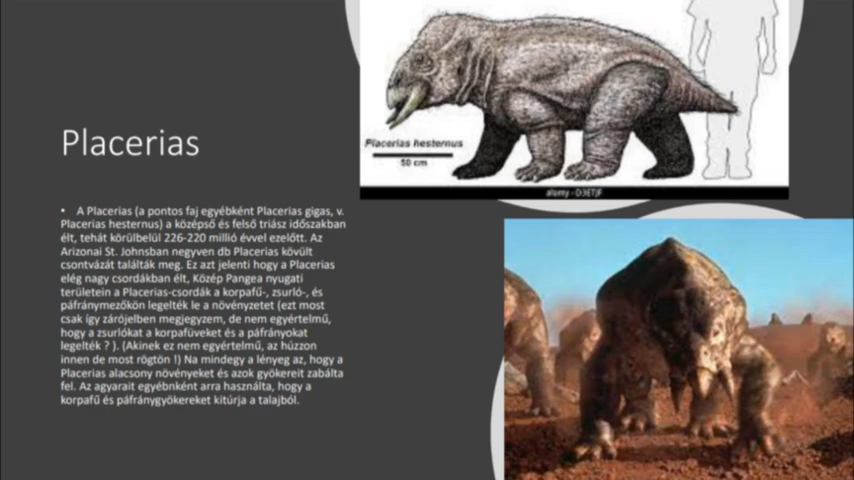 Placerias
• A Placerias (a pontos faj egyébként Placerias gigas, v.
Placerias hesternus) a középső és felső triász időszakban
élt, tehát körülbelül 226-220 millió évvel ezelőtt. Az
Arizonai St. Johnsban negyven db Placerias kövült
csontvázát találták meg. Ez azt jelenti hogy a Placerias
elég nagy csordákban élt, Közép Pangea nyugati
területein a Placerias-csordák a korpafű-, zsurló-, és
páfránymezőkön legelték le a növényzetet (ezt most
csak így zárójelben megjegyzem, de nem egyértelmű,
hogy a zsurlókat a korpafüveket és a páfrányokat
legelték ? ). (Akinek ez nem egyértelmű, az húzzon
innen de most rögtön !) Na mindegy a lényeg az, hogy a
Placerias alacsony növényeket és azok gyökereit zabálta
fel. Az agyarait egyébnként arra használta, hogy a
korpafű és páfránygyökereket kitúrja a talajból.
Placerias hesternus
50 cm
alamy - D3ETJF